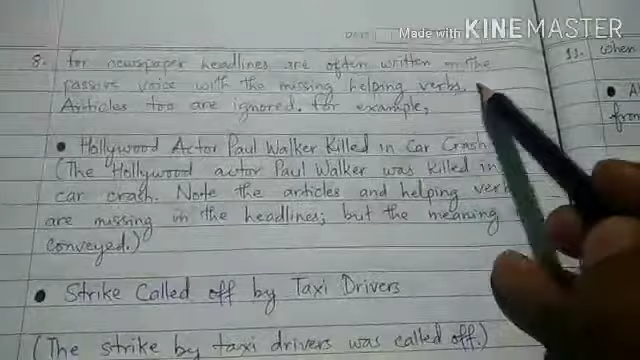 Made with KINEMASTER
8. For newspaper headlines are often written in the
passive voice with the missing helping verbs.
Articles too are ignored. For example,
• Hollywood Actor Paul Walker Killed in Car Crash
(The Hollywood actor Paul Walker was killed in
car crash. Note the articles and helping verb
are missing in the headlines; but the meaning
conveyed.)
• Strike Called off by Taxi Drivers
(The strike by taxi drivers was called off.)
11. When
• Al
from